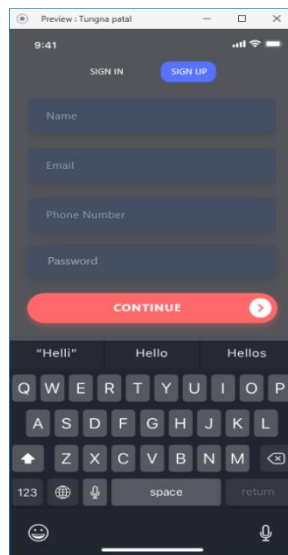 Preview : Tungna patal
9:41
SIGN IN SIGN UP
Name
Email
Phone Number
Password
CONTINUE
"Helli" Hello Hellos
Q W E R T Y U I O P
A S D F G H J K L
Z X C V B N M
123 space return